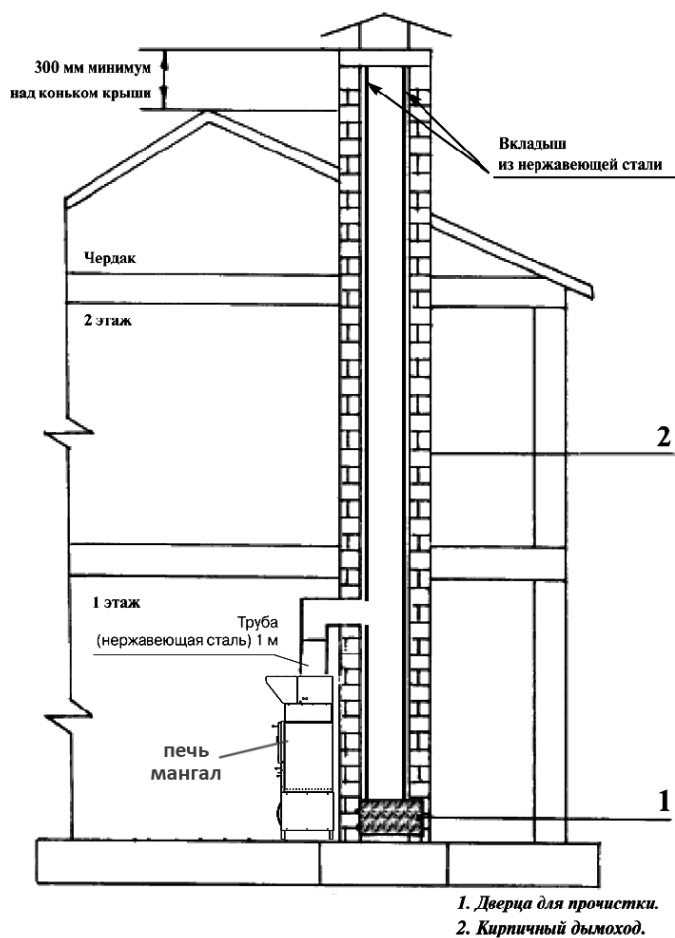 300 мм минимум
над коньком крыши
Вкладыш
из нержавеющей стали
Чердак
2 этаж
2
1 этаж
Труба
(нержавеющая сталь) 1 м
печь
мангал
1
1. Дверца для прочистки.
2. Кирпичный дымоход.